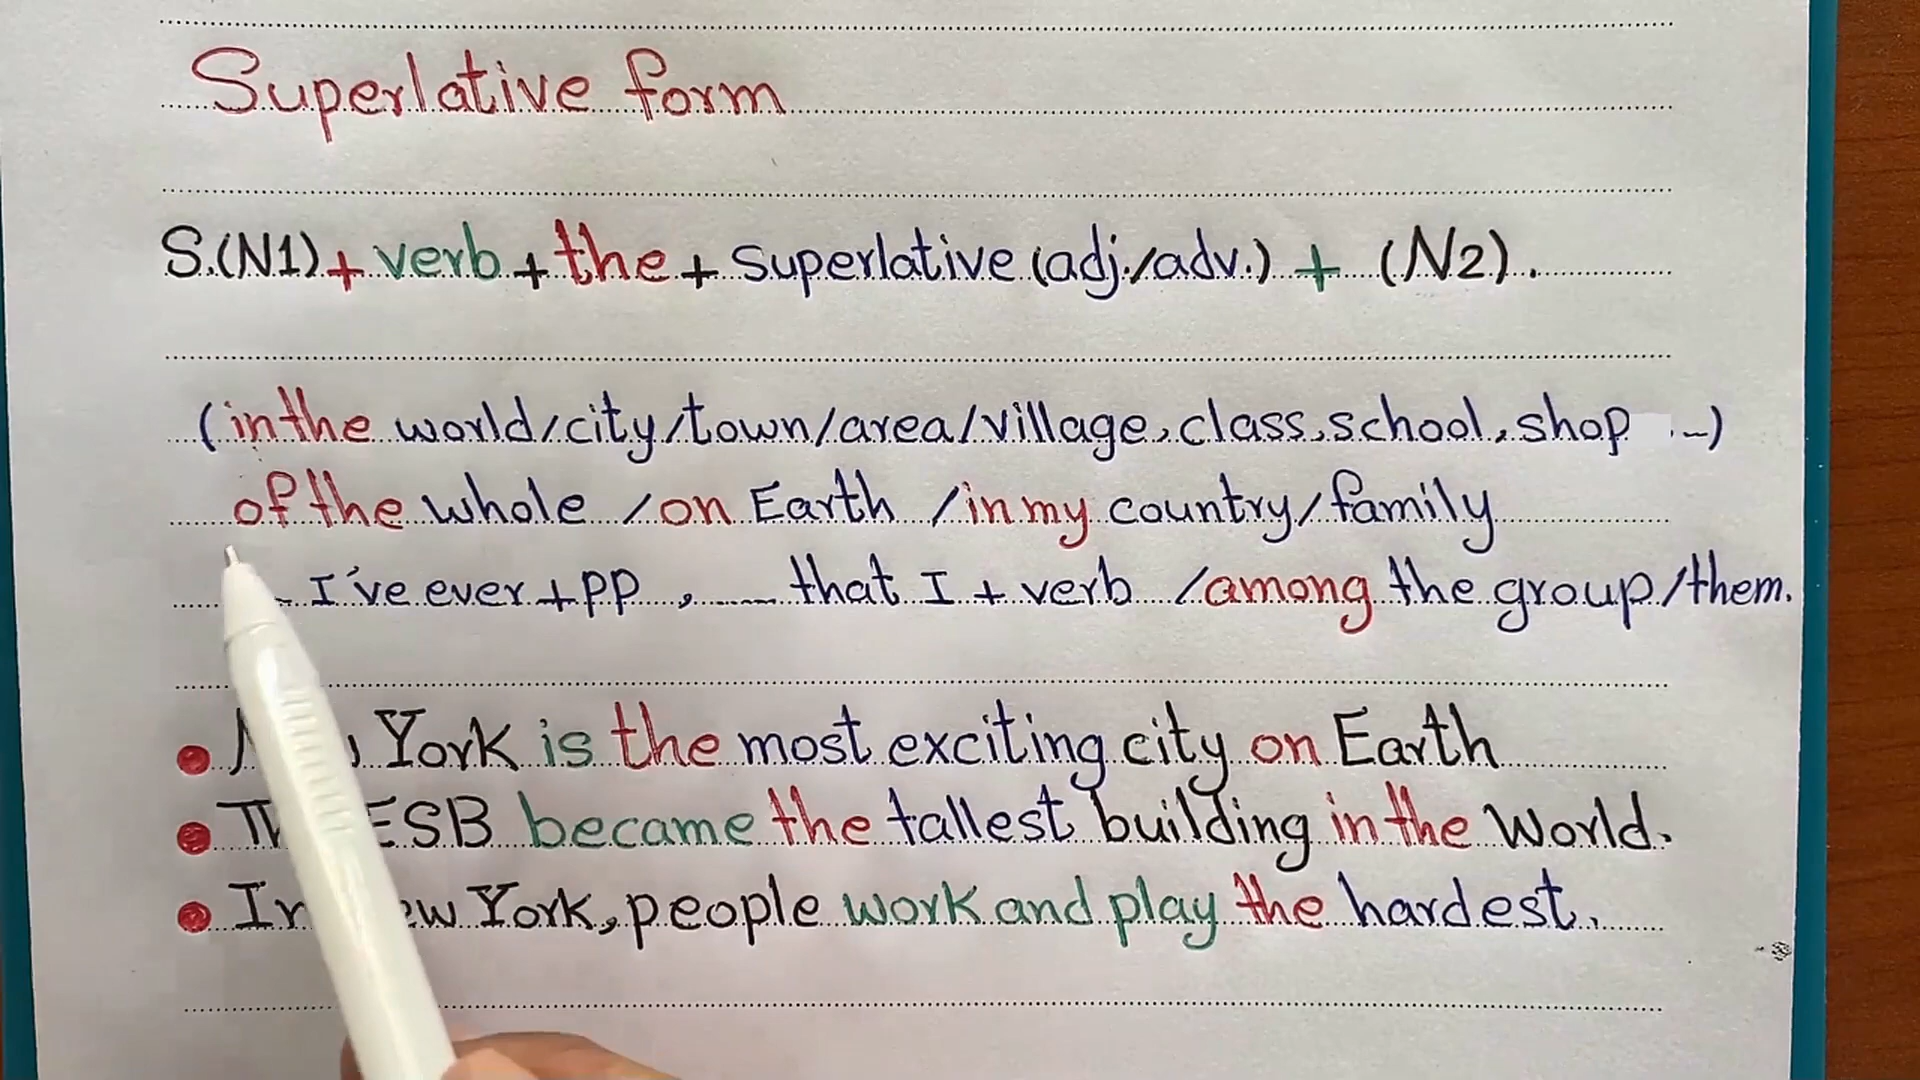 Superlative form
S.(N1) + verb + the + Superlative (adj./adv.) + (N2).
(in the world/city/town/area/village, class, school, shop ...)
of the whole / on Earth / in my country/family
I've ever + PP, __ that I + verb / among the group/them.
York is the most exciting city on Earth
ESB became the tallest building in the World.
York, people work and play the hardest.